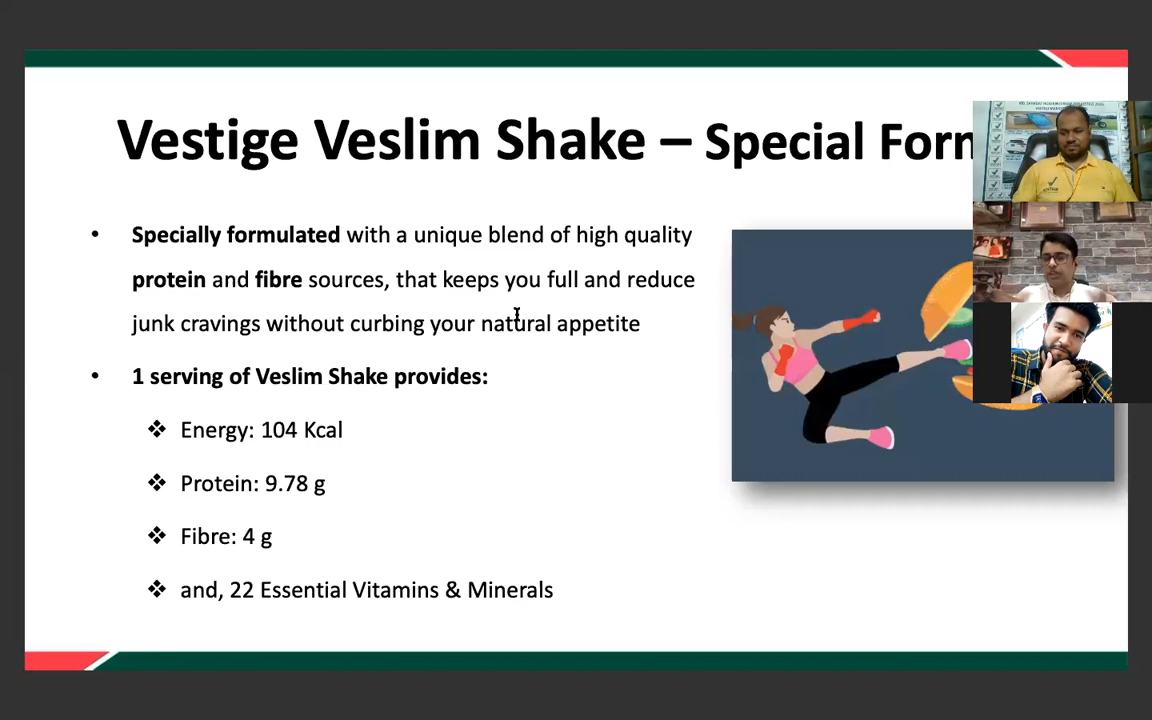 Vestige Veslim Shake – Special Form
• Specially formulated with a unique blend of high quality
protein and fibre sources, that keeps you full and reduce
junk cravings without curbing your natural appetite
• 1 serving of Veslim Shake provides:
❖ Energy: 104 Kcal
❖ Protein: 9.78 g
❖ Fibre: 4 g
❖ and, 22 Essential Vitamins & Minerals